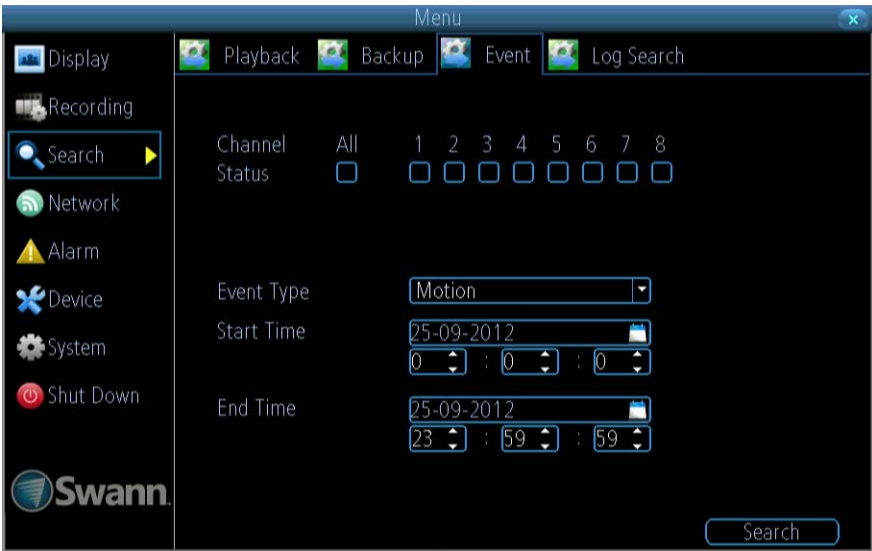 Menu
Display
Recording
Search
Network
Alarm
Device
System
Shut Down
Swann
Playback Backup Event Log Search
Channel All 1 2 3 4 5 6 7 8
Status
Event Type Motion
Start Time 25-09-2012
0 : 0 : 0
End Time 25-09-2012
23 : 59 : 59
Search